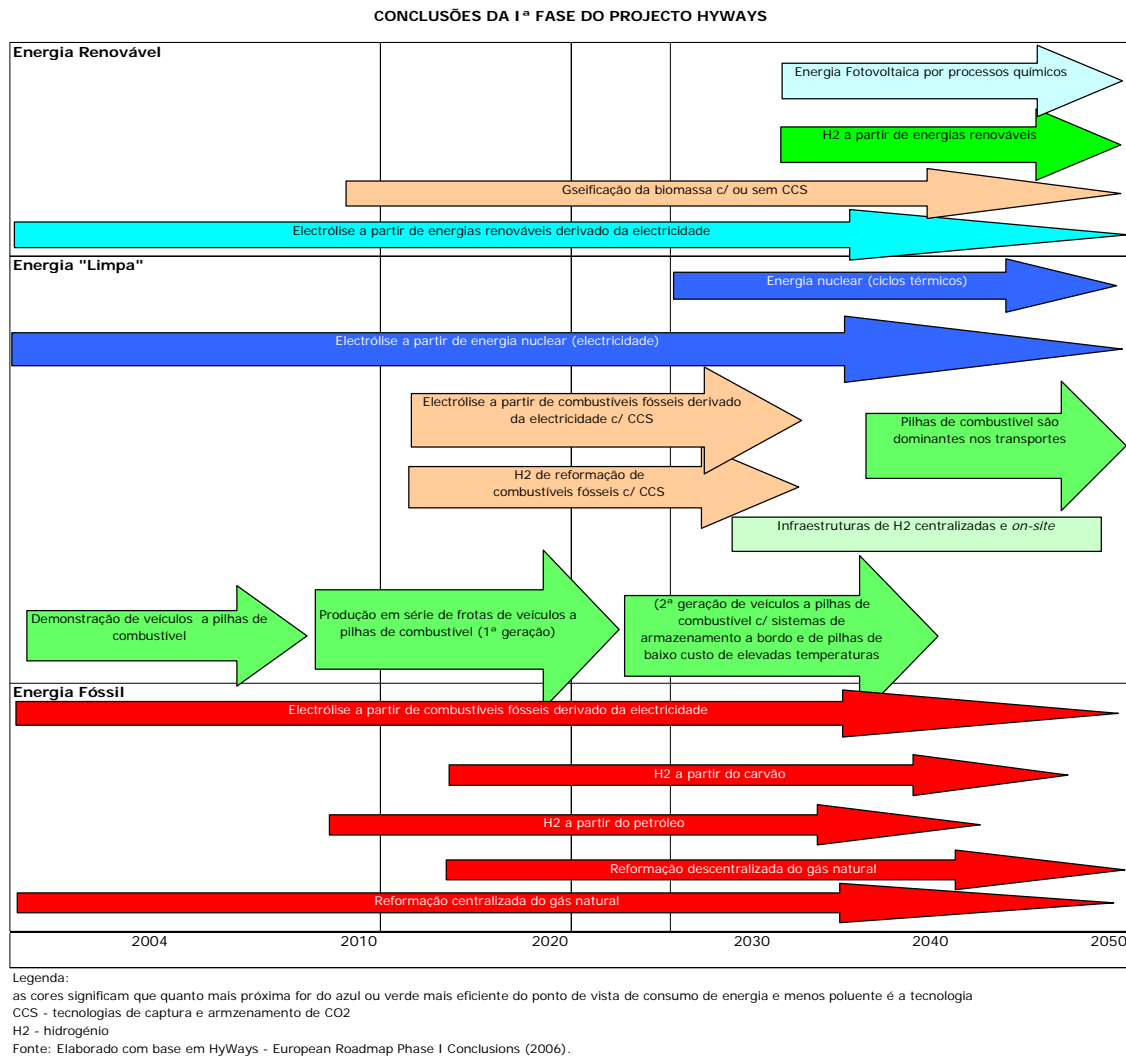 CONCLUSÕES DA Iª FASE DO PROJECTO HYWAYS
Energia Renovável
Energia Fotovoltaica por processos químicos
H2 a partir de energias renováveis
Gseificação da biomassa c/ ou sem CCS
Electrólise a partir de energias renováveis derivado da electricidade
Energia "Limpa"
Energia nuclear (ciclos térmicos)
Electrólise a partir de energia nuclear (electricidade)
Electrólise a partir de combustíveis fósseis derivado
da electricidade c/ CCS
Pilhas de combustível são
dominantes nos transportes
H2 de reformação de
combustíveis fósseis c/ CCS
Infraestruturas de H2 centralizadas e on-site
Demonstração de veículos a pilhas de
combustível
Produção em série de frotas de veículos a
pilhas de combustível (1ª geração)
(2ª geração de veículos a pilhas de
combustível c/ sistemas de
armazenamento a bordo e de pilhas de
baixo custo de elevadas temperaturas
Energia Fóssil
Electrólise a partir de combustíveis fósseis derivado da electricidade
H2 a partir do carvão
H2 a partir do petróleo
Reformação descentralizada do gás natural
Reformação centralizada do gás natural
2004 2010 2020 2030 2040 2050
Legenda:
as cores significam que quanto mais próxima for do azul ou verde mais eficiente do ponto de vista de consumo de energia e menos poluente é a tecnologia
CCS - tecnologias de captura e armzenamento de CO2
H2 - hidrogénio
Fonte: Elaborado com base em HyWays - European Roadmap Phase I Conclusions (2006).